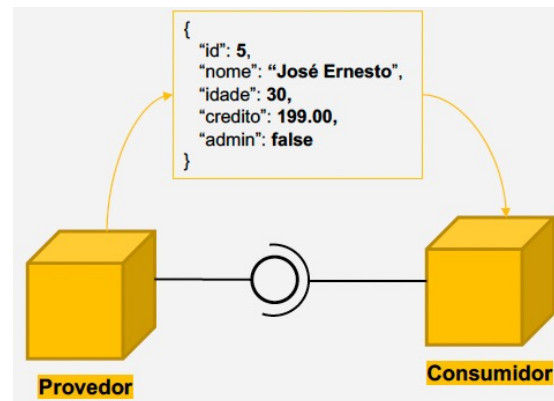 {
“id”: 5,
“nome”: “José Ernesto”,
“idade”: 30,
“credito”: 199.00,
“admin”: false
}
Provedor
Consumidor